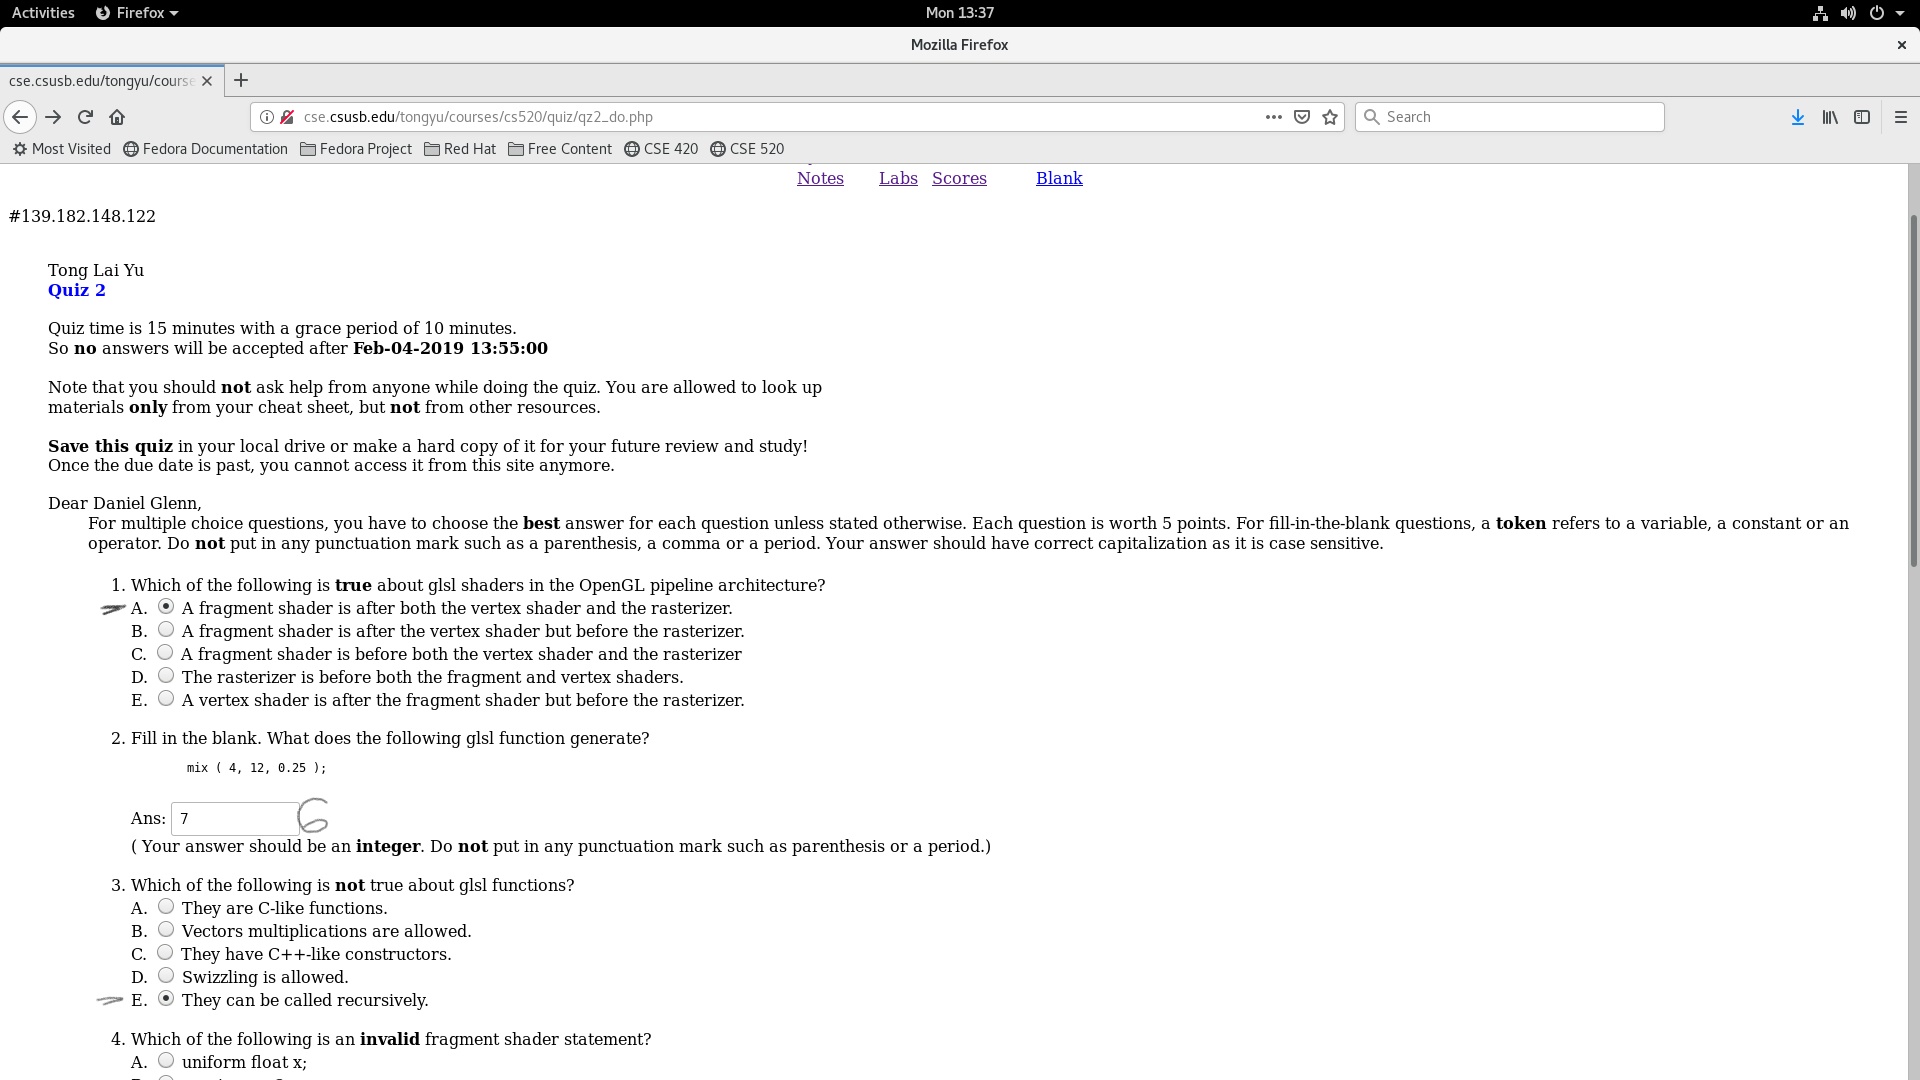 Activities Firefox Mon 13:37
Mozilla Firefox
cse.csusb.edu/tongyu/course
cse.csusb.edu/tongyu/courses/cs520/quiz/qz2_do.php Search
Most Visited Fedora Documentation Fedora Project Red Hat Free Content CSE 420 CSE 520
Notes Labs Scores Blank
#139.182.148.122
Tong Lai Yu
Quiz 2
Quiz time is 15 minutes with a grace period of 10 minutes.
So no answers will be accepted after Feb-04-2019 13:55:00
Note that you should not ask help from anyone while doing the quiz. You are allowed to look up
materials only from your cheat sheet, but not from other resources.
Save this quiz in your local drive or make a hard copy of it for your future review and study!
Once the due date is past, you cannot access it from this site anymore.
Dear Daniel Glenn,
For multiple choice questions, you have to choose the best answer for each question unless stated otherwise. Each question is worth 5 points. For fill-in-the-blank questions, a token refers to a variable, a constant or an
operator. Do not put in any punctuation mark such as a parenthesis, a comma or a period. Your answer should have correct capitalization as it is case sensitive.
1. Which of the following is true about glsl shaders in the OpenGL pipeline architecture?
A. A fragment shader is after both the vertex shader and the rasterizer.
B. A fragment shader is after the vertex shader but before the rasterizer.
C. A fragment shader is before both the vertex shader and the rasterizer
D. The rasterizer is before both the fragment and vertex shaders.
E. A vertex shader is after the fragment shader but before the rasterizer.
2. Fill in the blank. What does the following glsl function generate?
mix ( 4, 12, 0.25 );
Ans: 7 6
( Your answer should be an integer. Do not put in any punctuation mark such as parenthesis or a period.)
3. Which of the following is not true about glsl functions?
A. They are C-like functions.
B. Vectors multiplications are allowed.
C. They have C++-like constructors.
D. Swizzling is allowed.
E. They can be called recursively.
4. Which of the following is an invalid fragment shader statement?
A. uniform float x;